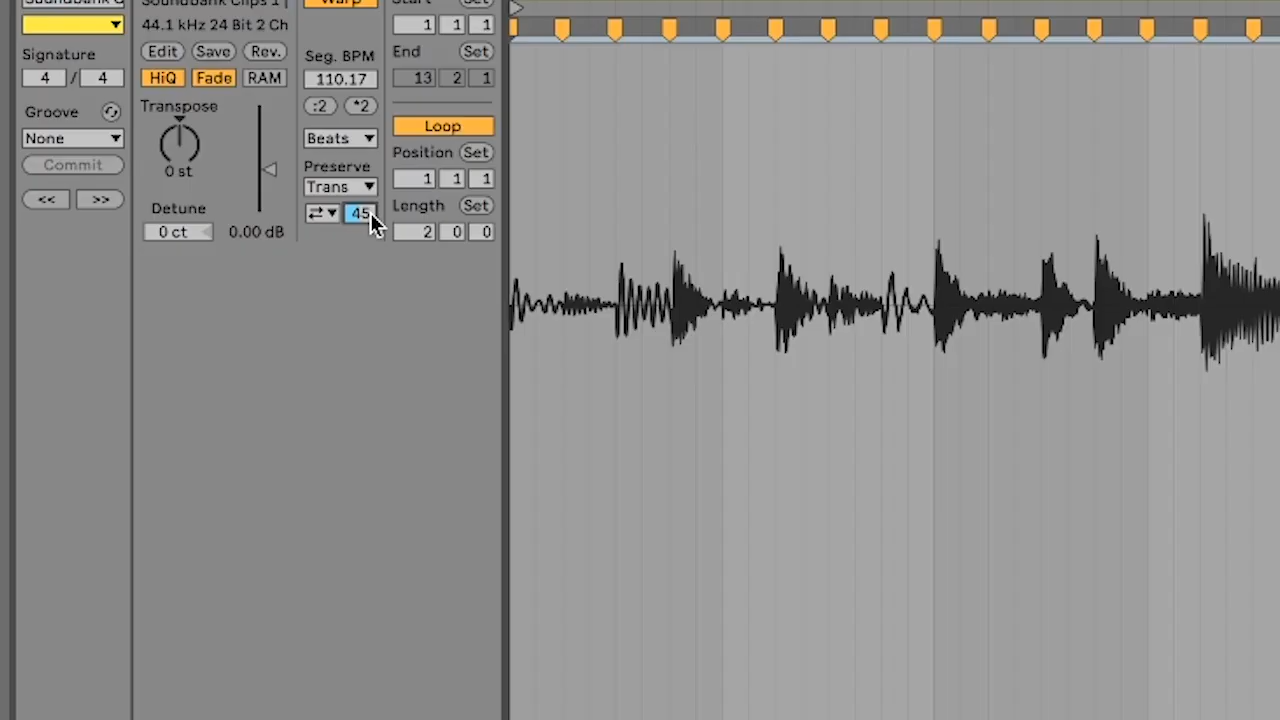 Signature
4 / 4
Groove
None
Commit
<< >>
44.1 kHz 24 Bit 2 Ch
Edit Save Rev.
HiQ Fade RAM
Transpose
0 st
Detune
0 ct 0.00 dB
Warp
Seg. BPM
110.17
:2 *2
Beats
Preserve
Trans
45
Start Set
1 1 1
End Set
13 2 1
Loop
Position Set
1 1 1
Length Set
2 0 0